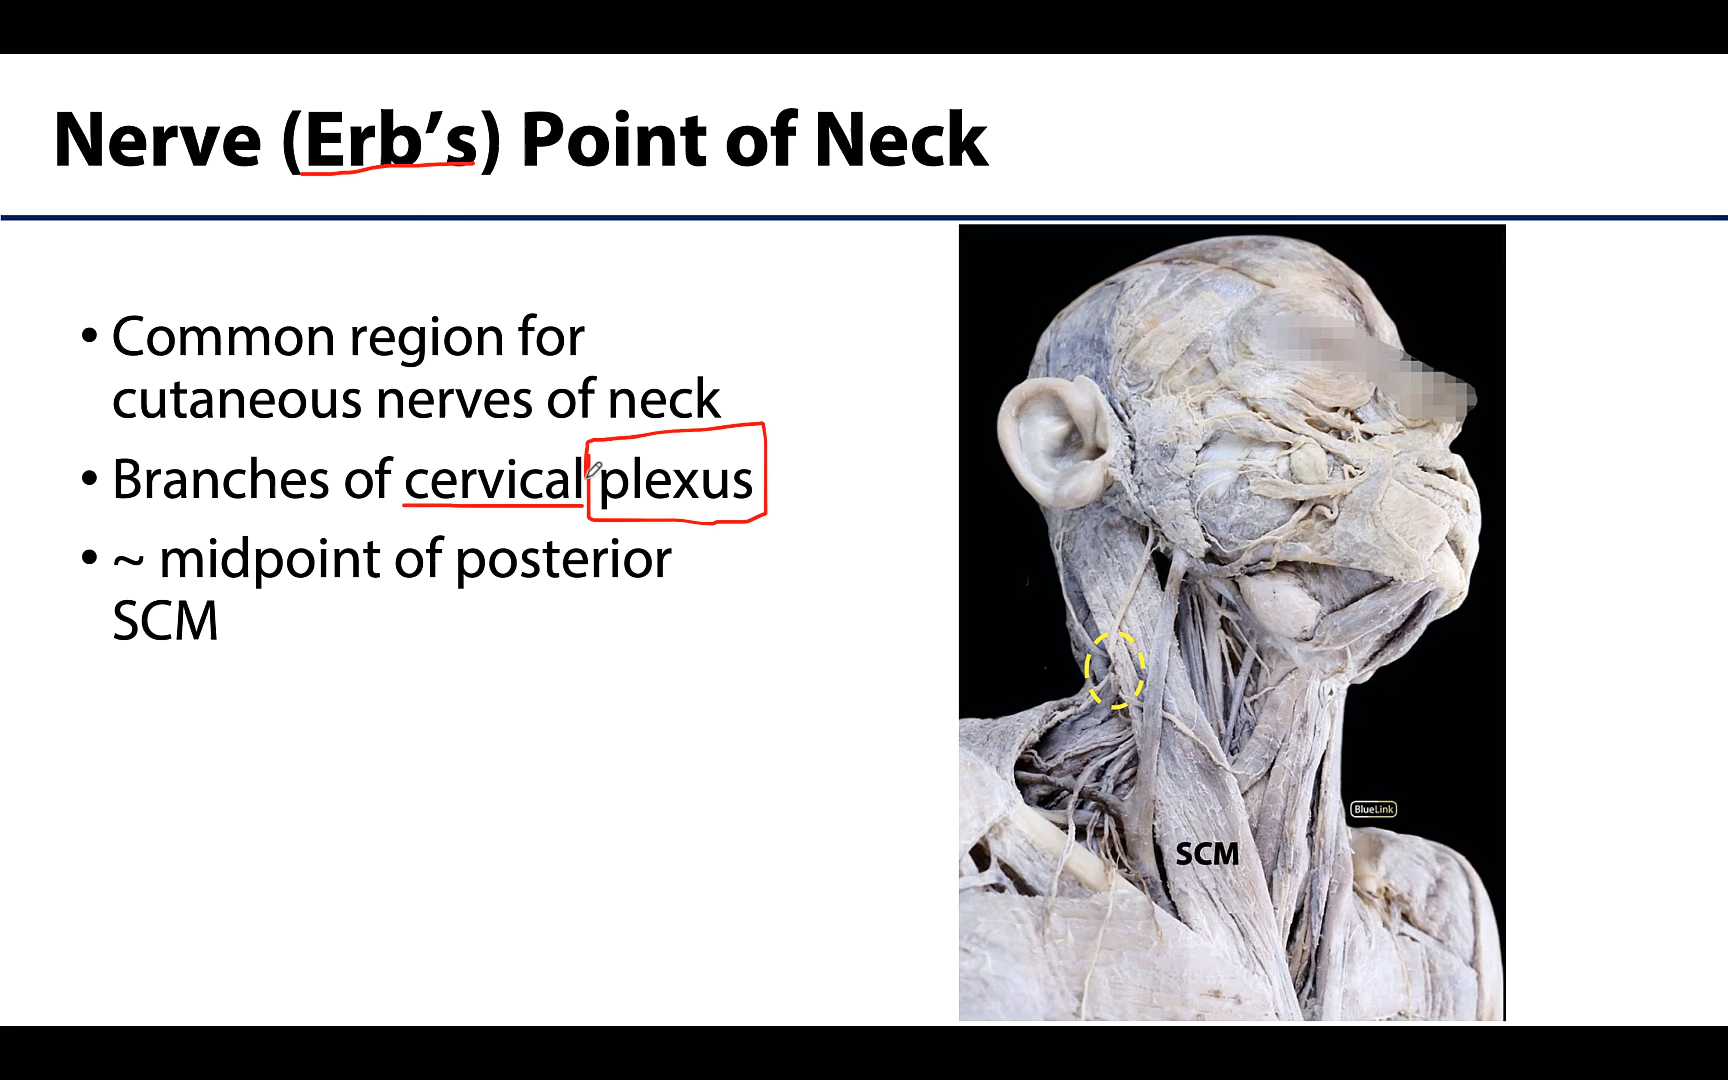 Nerve (Erb’s) Point of Neck
• Common region for
cutaneous nerves of neck
• Branches of cervical plexus
• ~ midpoint of posterior
SCM
BlueLink
SCM